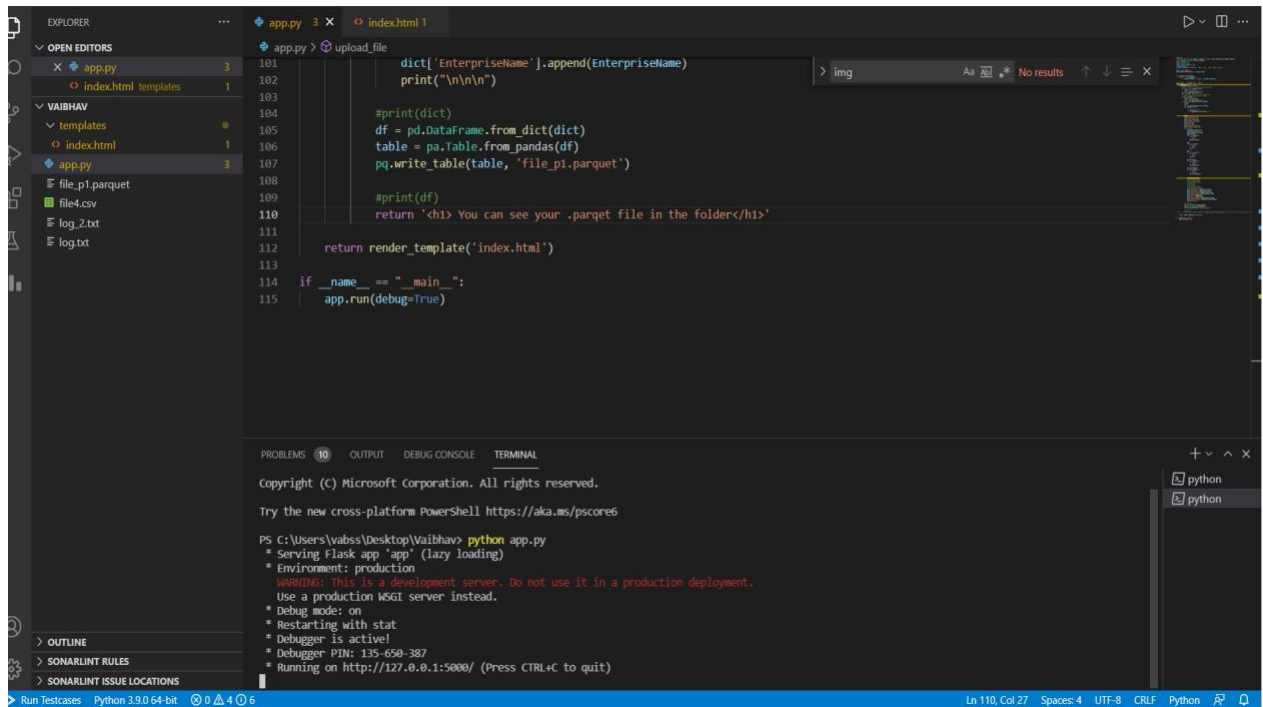 EXPLORER ...
OPEN EDITORS
app.py 3
index.html templates 1
VAIBHAV
templates
index.html 1
app.py 3
file_p1.parquet
file4.csv
log_2.txt
log.txt
OUTLINE
SONARLINT RULES
SONARLINT ISSUE LOCATIONS
app.py 3 index.html 1
app.py > upload_file
img Aa Abl .* No results
101 dict['EnterpriseName'].append(EnterpriseName)
102 print("\n\n\n")
103
104 #print(dict)
105 df = pd.DataFrame.from_dict(dict)
106 table = pa.Table.from_pandas(df)
107 pq.write_table(table, 'file_p1.parquet')
108
109 #print(df)
110 return '<h1> You can see your .parqet file in the folder</h1>'
111
112 return render_template('index.html')
113
114 if __name__ == "__main__":
115 app.run(debug=True)
PROBLEMS 10 OUTPUT DEBUG CONSOLE TERMINAL
Copyright (C) Microsoft Corporation. All rights reserved.
Try the new cross-platform PowerShell https://aka.ms/pscore6
PS C:\Users\vabss\Desktop\Vaibhav> python app.py
* Serving Flask app 'app' (lazy loading)
* Environment: production
WARNING: This is a development server. Do not use it in a production deployment.
Use a production WSGI server instead.
* Debug mode: on
* Restarting with stat
* Debugger is active!
* Debugger PIN: 135-650-387
* Running on http://127.0.0.1:5000/ (Press CTRL+C to quit)
python
python
Run Testcases Python 3.9.0 64-bit 0 4 6 Ln 110, Col 27 Spaces: 4 UTF-8 CRLF Python